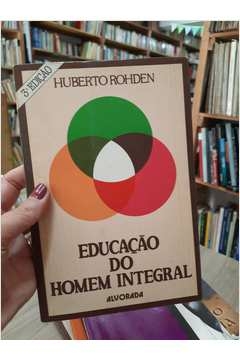 3ª EDIÇÃO
HUBERTO ROHDEN
EDUCAÇÃO
DO
HOMEM INTEGRAL
ALVORADA